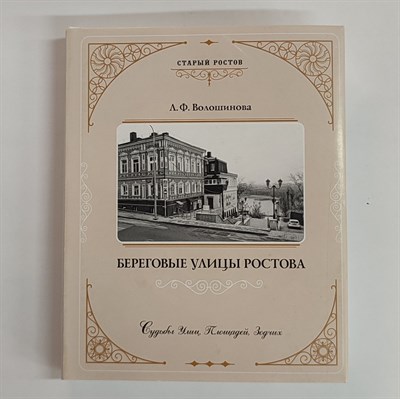 СТАРЫЙ РОСТОВ
Л. Ф. Волошинова
БЕРЕГОВЫЕ УЛИЦЫ РОСТОВА
Судьбы Улиц, Площадей, Зодчих